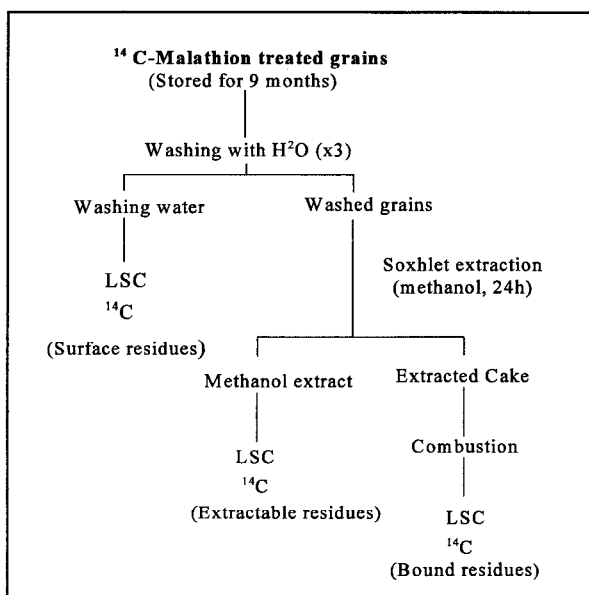 ¹⁴ C-Malathion treated grains
(Stored for 9 months)
Washing with H²O (x3)
Washing water
Washed grains
LSC
¹⁴C
(Surface residues)
Soxhlet extraction
(methanol, 24h)
Methanol extract
Extracted Cake
LSC
¹⁴C
(Extractable residues)
Combustion
LSC
¹⁴C
(Bound residues)